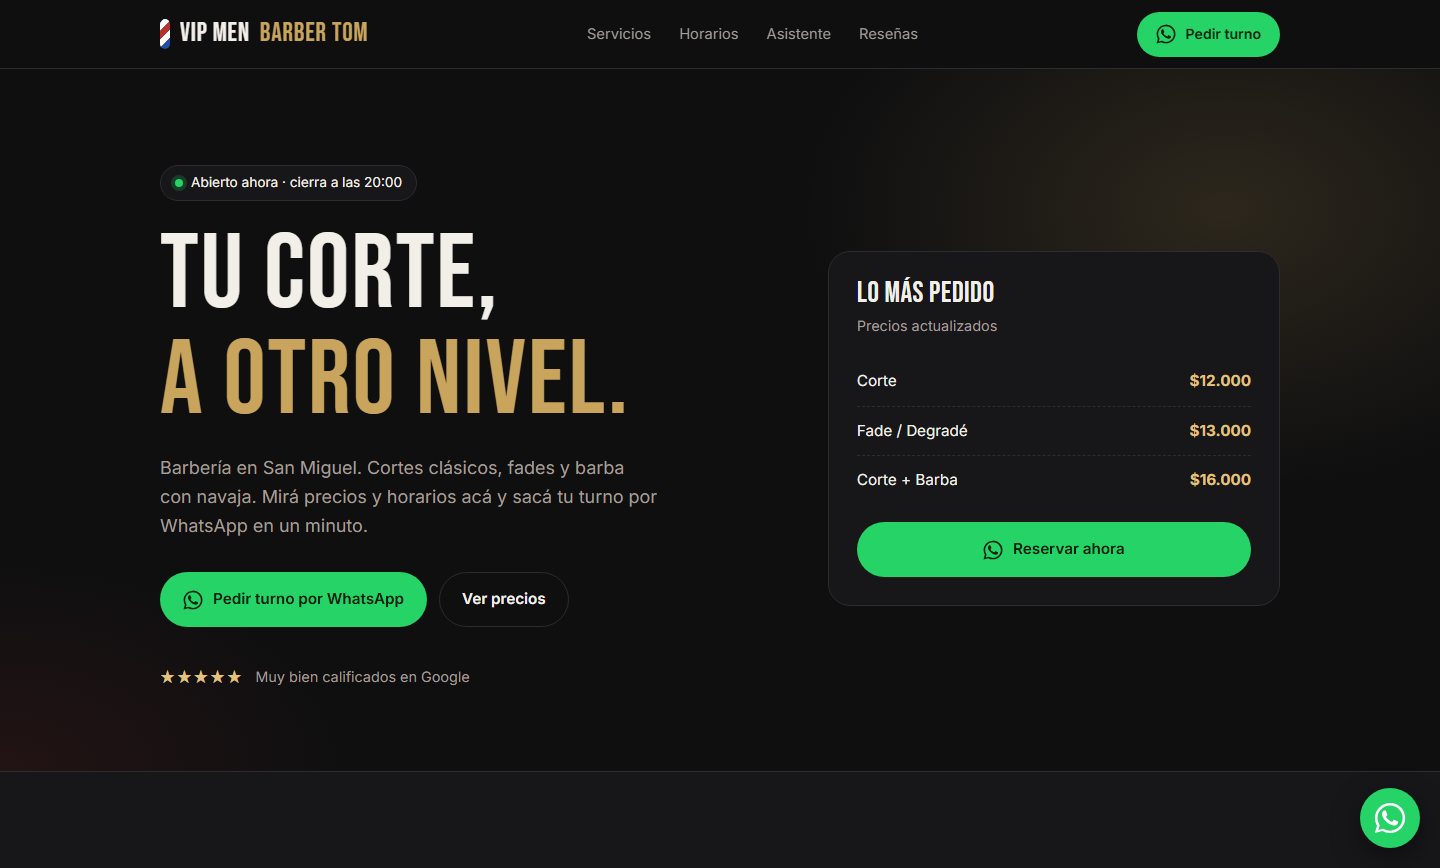 VIP MEN BARBER TOM
Servicios
Horarios
Asistente
Reseñas
Pedir turno
Abierto ahora · cierra a las 20:00
TU CORTE,
A OTRO NIVEL.
Barbería en San Miguel. Cortes clásicos, fades y barba
con navaja. Mirá precios y horarios acá y sacá tu turno por
WhatsApp en un minuto.
Pedir turno por WhatsApp
Ver precios
★★★★★ Muy bien calificados en Google
LO MÁS PEDIDO
Precios actualizados
Corte $12.000
Fade / Degradé $13.000
Corte + Barba $16.000
Reservar ahora